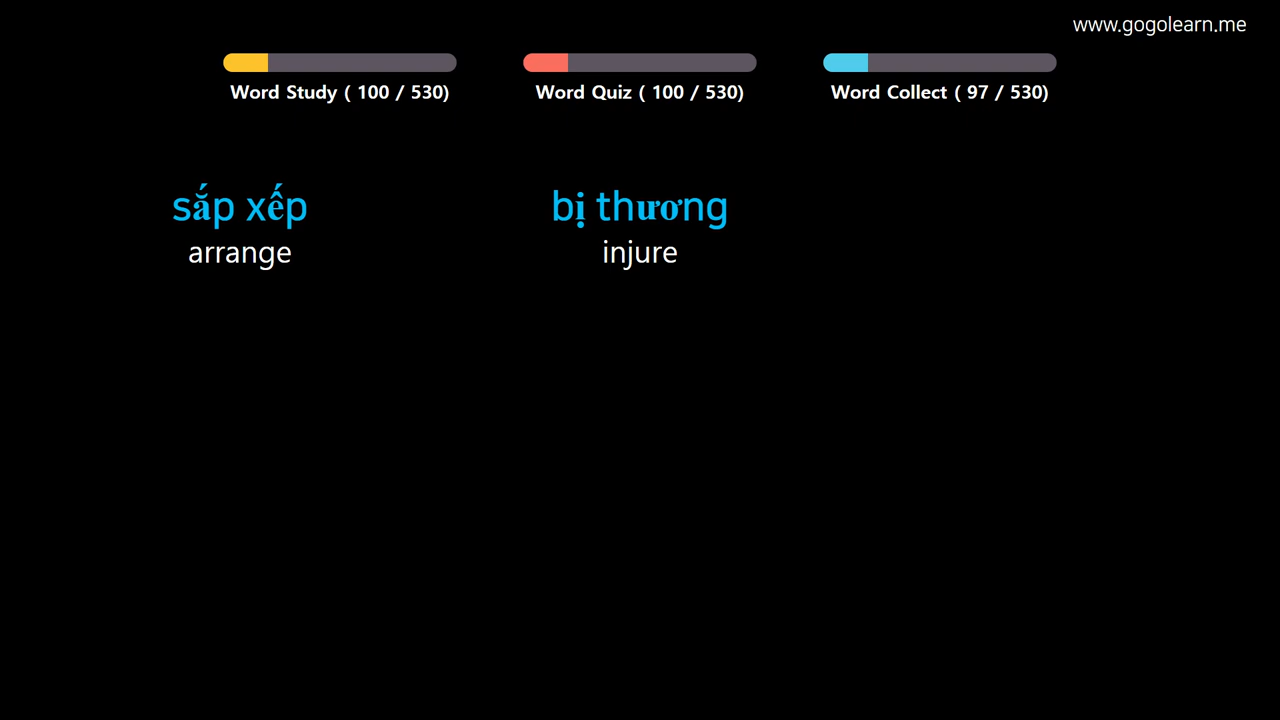 www.gogolearn.me
Word Study ( 100 / 530)
Word Quiz ( 100 / 530)
Word Collect ( 97 / 530)
sắp xếp
arrange
bị thương
injure